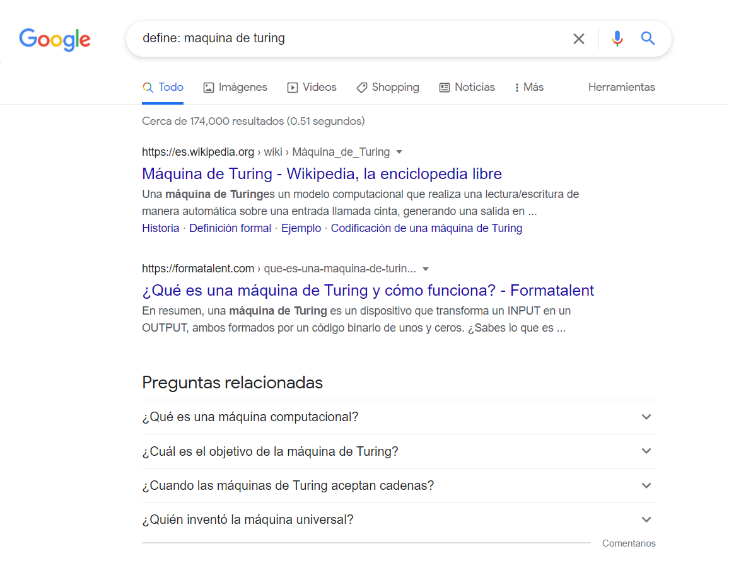 Google
define: maquina de turing
Todo Imágenes Videos Shopping Noticias Más Herramientas
Cerca de 174,000 resultados (0.51 segundos)
https://es.wikipedia.org › wiki › Máquina_de_Turing
Máquina de Turing - Wikipedia, la enciclopedia libre
Una máquina de Turinges un modelo computacional que realiza una lectura/escritura de
manera automática sobre una entrada llamada cinta, generando una salida en ...
Historia · Definición formal · Ejemplo · Codificación de una máquina de Turing
https://formatalent.com › que-es-una-maquina-de-turin...
¿Qué es una máquina de Turing y cómo funciona? - Formatalent
En resumen, una máquina de Turing es un dispositivo que transforma un INPUT en un
OUTPUT, ambos formados por un código binario de unos y ceros. ¿Sabes lo que es ...
Preguntas relacionadas
¿Qué es una máquina computacional?
¿Cuál es el objetivo de la máquina de Turing?
¿Cuando las máquinas de Turing aceptan cadenas?
¿Quién inventó la máquina universal?
Comentarios